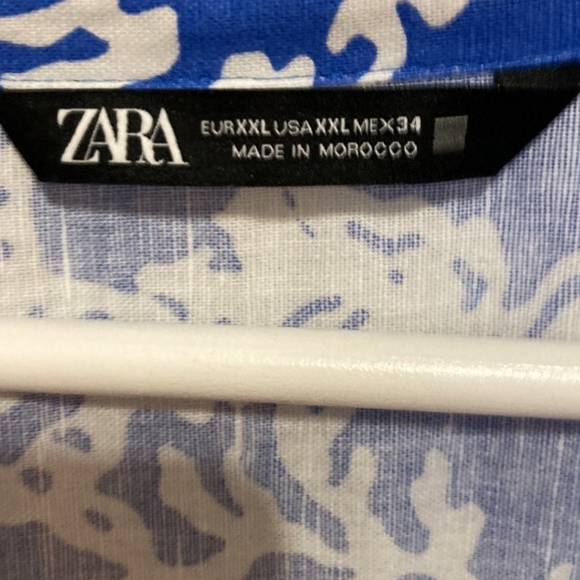 ZARA
EUR XXL USA XXL MEX 34
MADE IN MOROCCO